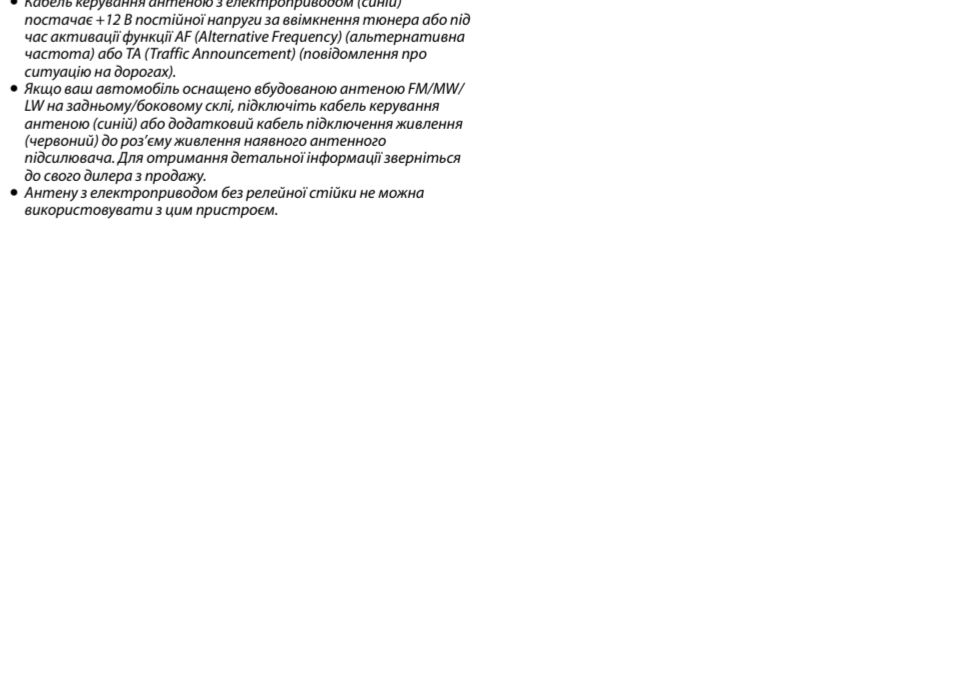 ● Кабель керування антеною з електроприводом (синій)
постачає +12 В постійної напруги за ввімкнення тюнера або під
час активації функції AF (Alternative Frequency) (альтернативна
частота) або TA (Traffic Announcement) (повідомлення про
ситуацію на дорогах).
● Якщо ваш автомобіль оснащено вбудованою антеною FM/MW/
LW на задньому/боковому склі, підключіть кабель керування
антеною (синій) або додатковий кабель підключення живлення
(червоний) до роз’єму живлення наявного антенного
підсилювача. Для отримання детальної інформації зверніться
до свого дилера з продажу.
● Антену з електроприводом без релейної стійки не можна
використовувати з цим пристроєм.